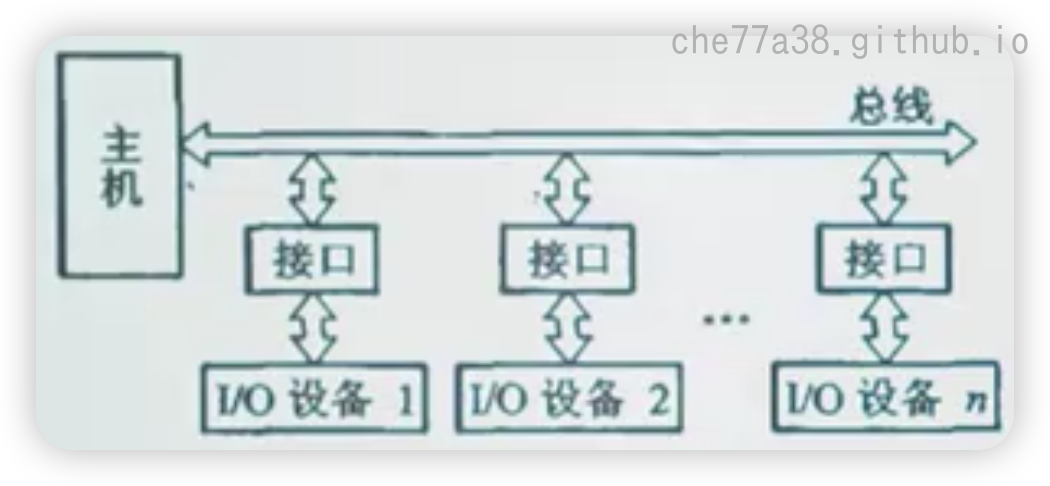 che77a38.github.io
总线
主机
接口 接口 接口
...
I/O 设备 1 I/O 设备 2 I/O 设备 n